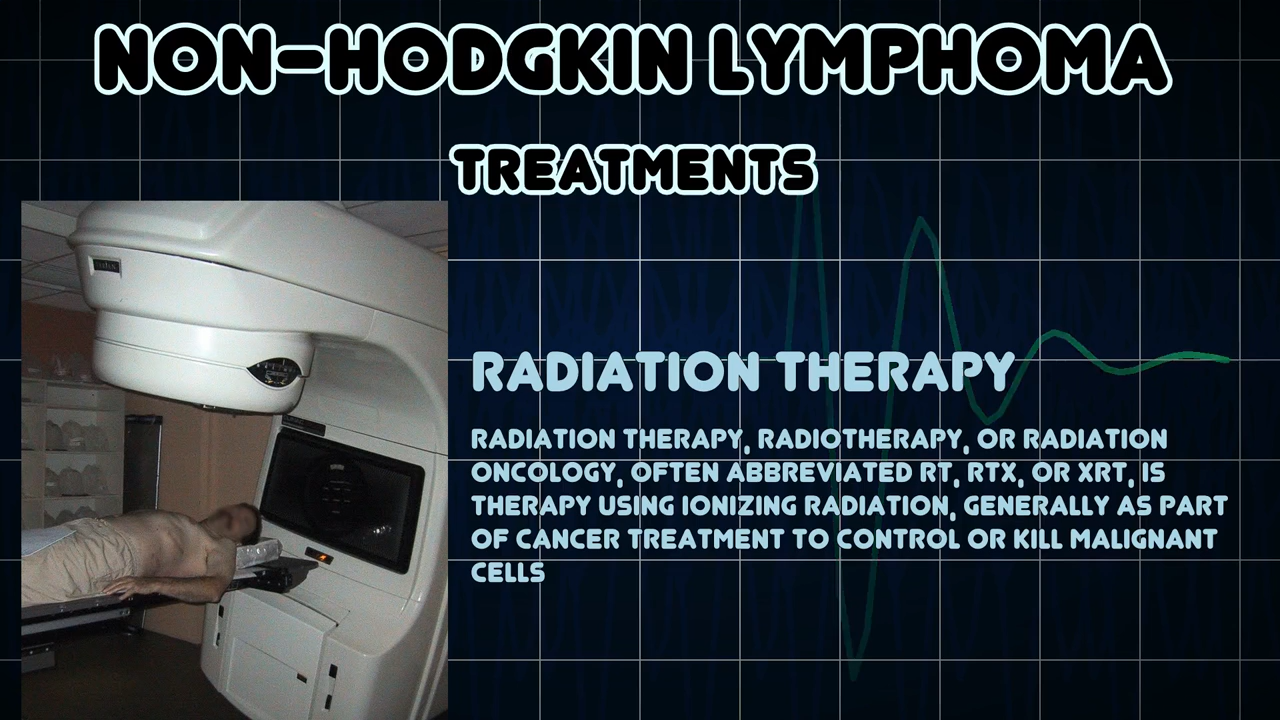 NON-HODGKIN LYMPHOMA
TREATMENTS
RADIATION THERAPY
RADIATION THERAPY, RADIOTHERAPY, OR RADIATION
ONCOLOGY, OFTEN ABBREVIATED RT, RTX, OR XRT, IS
THERAPY USING IONIZING RADIATION, GENERALLY AS PART
OF CANCER TREATMENT TO CONTROL OR KILL MALIGNANT
CELLS